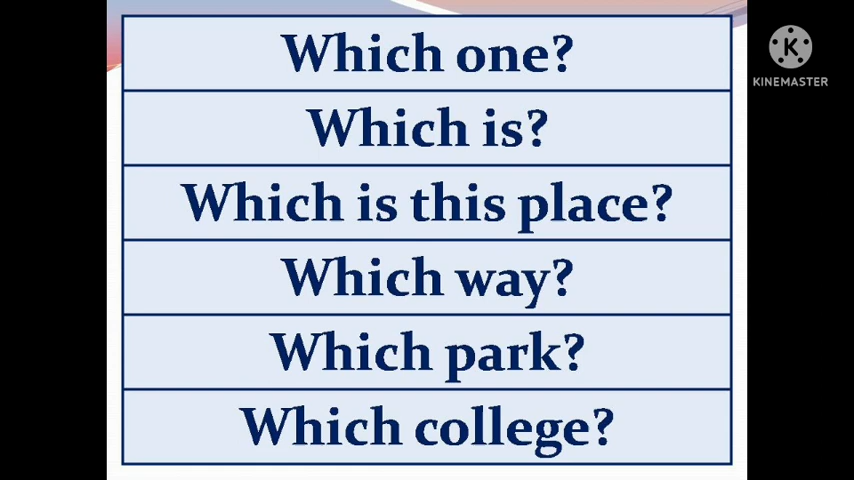 Which one?
Which is?
Which is this place?
Which way?
Which park?
Which college?
K
KINEMASTER